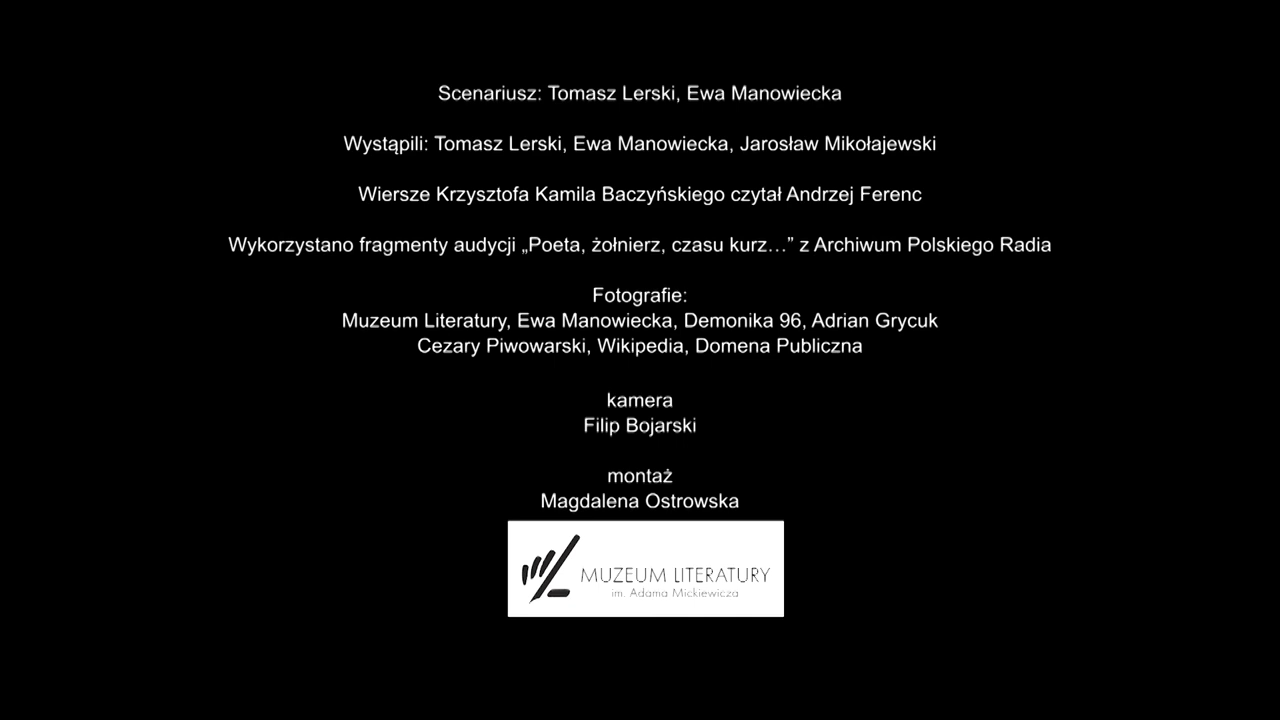 Scenariusz: Tomasz Lerski, Ewa Manowiecka
Wystąpili: Tomasz Lerski, Ewa Manowiecka, Jarosław Mikołajewski
Wiersze Krzysztofa Kamila Baczyńskiego czytał Andrzej Ferenc
Wykorzystano fragmenty audycji „Poeta, żołnierz, czasu kurz…” z Archiwum Polskiego Radia
Fotografie:
Muzeum Literatury, Ewa Manowiecka, Demonika 96, Adrian Grycuk
Cezary Piwowarski, Wikipedia, Domena Publiczna
kamera
Filip Bojarski
montaż
Magdalena Ostrowska
MUZEUM LITERATURY
im. Adama Mickiewicza